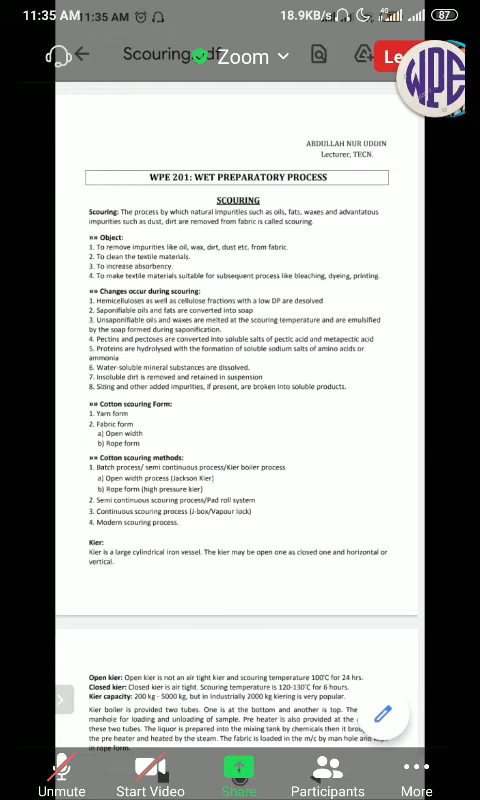 11:35 AM 11:35 AM 18.9KB/s 4G 87
Scouring.pdf Zoom Le
WPE
ABDULLAH NUR UDDIN
Lecturer, TECN.
WPE 201: WET PREPARATORY PROCESS
SCOURING
Scouring: The process by which natural impurities such as oils, fats, waxes and advantatous
impurities such as dust, dirt are removed from fabric is called scouring.
»» Object:
1. To remove impurities like oil, wax, dirt, dust etc. from fabric.
2. To clean the textile materials.
3. To increase absorbency.
4. To make textile materials suitable for subsequent process like bleaching, dyeing, printing.
»» Changes occur during scouring:
1. Hemicelluloses as well as cellulose fractions with a low DP are desolved
2. Saponifiable oils and fats are converted into soap
3. Unsaponifiable oils and waxes are melted at the scouring temperature and are emulsified
by the soap formed during saponification.
4. Pectins and pectoses are converted into soluble salts of pectic acid and metapectic acid
5. Proteins are hydrolysed with the formation of soluble sodium salts of amino acids or
ammonia
6. Water-soluble mineral substances are dissolved.
7. Insoluble dirt is removed and retained in suspension
8. Sizing and other added impurities, if present, are broken into soluble products.
»» Cotton scouring Form:
1. Yarn form
2. Fabric form
a) Open width
b) Rope form
»» Cotton scouring methods:
1. Batch process/ semi continuous process/Kier boiler process
a) Open width process (Jackson Kier)
b) Rope form (high pressure kier)
2. Semi continuous scouring process/Pad roll system
3. Continuous scouring process (J-box/Vapour lock)
4. Modern scouring process.
Kier:
Kier is a large cylindrical iron vessel. The kier may be open one as closed one and horizontal or
vertical.
Open kier: Open kier is not an air tight kier and scouring temperature 100°C for 24 hrs.
Closed kier: Closed kier is air tight. Scouring temperature is 120-130°C for 6 hours.
Kier capacity: 200 kg - 5000 kg, but in Industrially 2000 kg kiering is very popular.
Kier boiler is provided two tubes. One is at the bottom and another is top. The
manhole for loading and unloading of sample. Pre heater is also provided at the
these two tubes. The liquor is prepared into the mixing tank by chemicals then it
the pre heater and heated by the steam. The fabric is loaded in the m/c by man hole and
in rope form.
Unmute Start Video Share Participants More